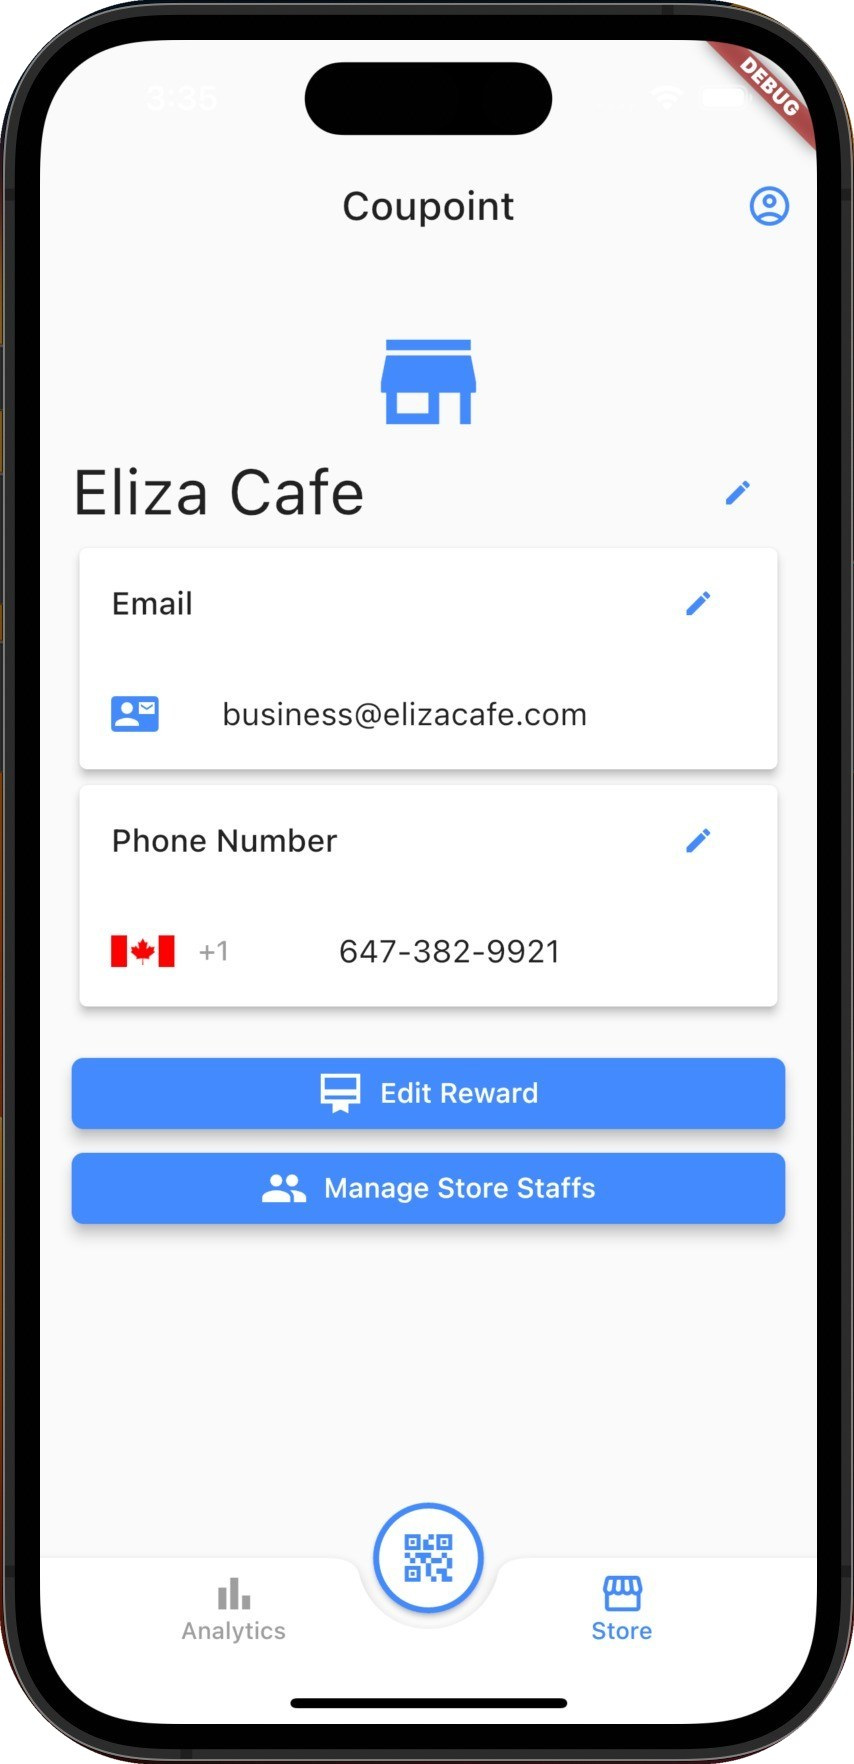 3:35
DEBUG
Coupoint
Eliza Cafe
Email
business@elizacafe.com
Phone Number
+1 647-382-9921
Edit Reward
Manage Store Staffs
Analytics
Store